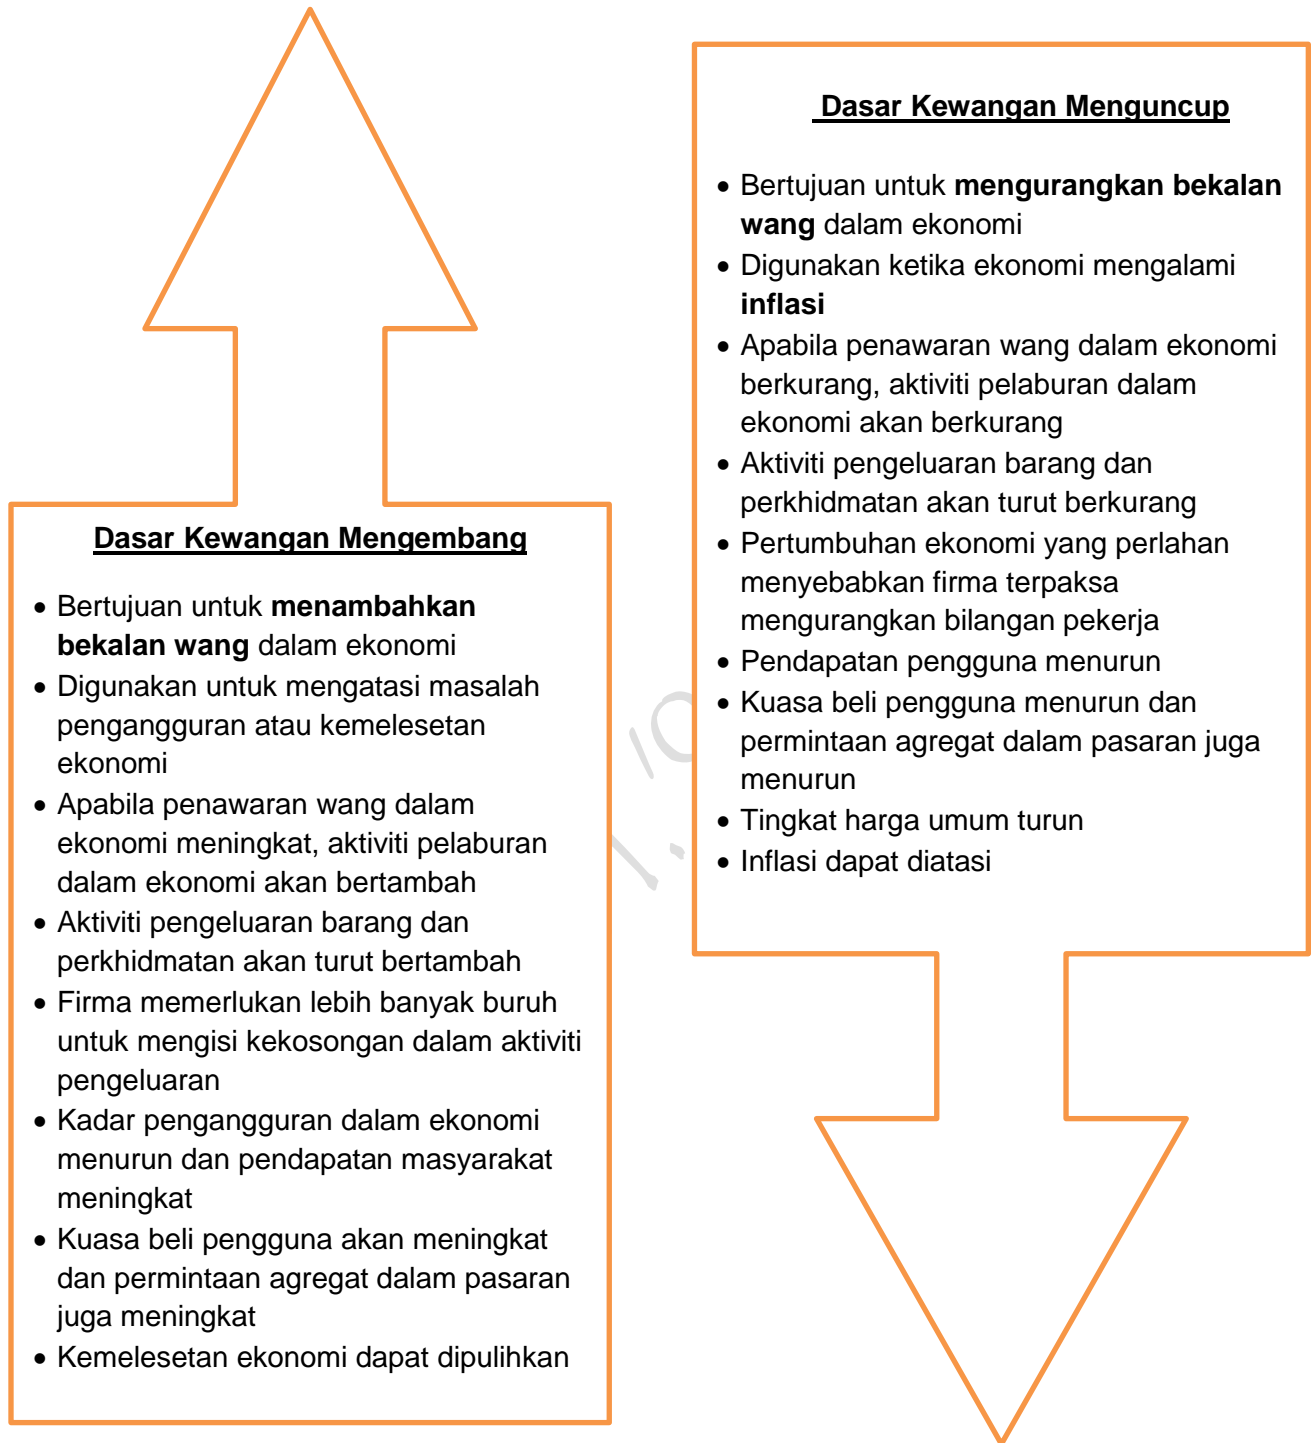 Dasar Kewangan Mengembang
• Bertujuan untuk menambahkan
bekalan wang dalam ekonomi
• Digunakan untuk mengatasi masalah
pengangguran atau kemelesetan
ekonomi
• Apabila penawaran wang dalam
ekonomi meningkat, aktiviti pelaburan
dalam ekonomi akan bertambah
• Aktiviti pengeluaran barang dan
perkhidmatan akan turut bertambah
• Firma memerlukan lebih banyak buruh
untuk mengisi kekosongan dalam aktiviti
pengeluaran
• Kadar pengangguran dalam ekonomi
menurun dan pendapatan masyarakat
meningkat
• Kuasa beli pengguna akan meningkat
dan permintaan agregat dalam pasaran
juga meningkat
• Kemelesetan ekonomi dapat dipulihkan
Dasar Kewangan Menguncup
• Bertujuan untuk mengurangkan bekalan
wang dalam ekonomi
• Digunakan ketika ekonomi mengalami
inflasi
• Apabila penawaran wang dalam ekonomi
berkurang, aktiviti pelaburan dalam
ekonomi akan berkurang
• Aktiviti pengeluaran barang dan
perkhidmatan akan turut berkurang
• Pertumbuhan ekonomi yang perlahan
menyebabkan firma terpaksa
mengurangkan bilangan pekerja
• Pendapatan pengguna menurun
• Kuasa beli pengguna menurun dan
permintaan agregat dalam pasaran juga
menurun
• Tingkat harga umum turun
• Inflasi dapat diatasi